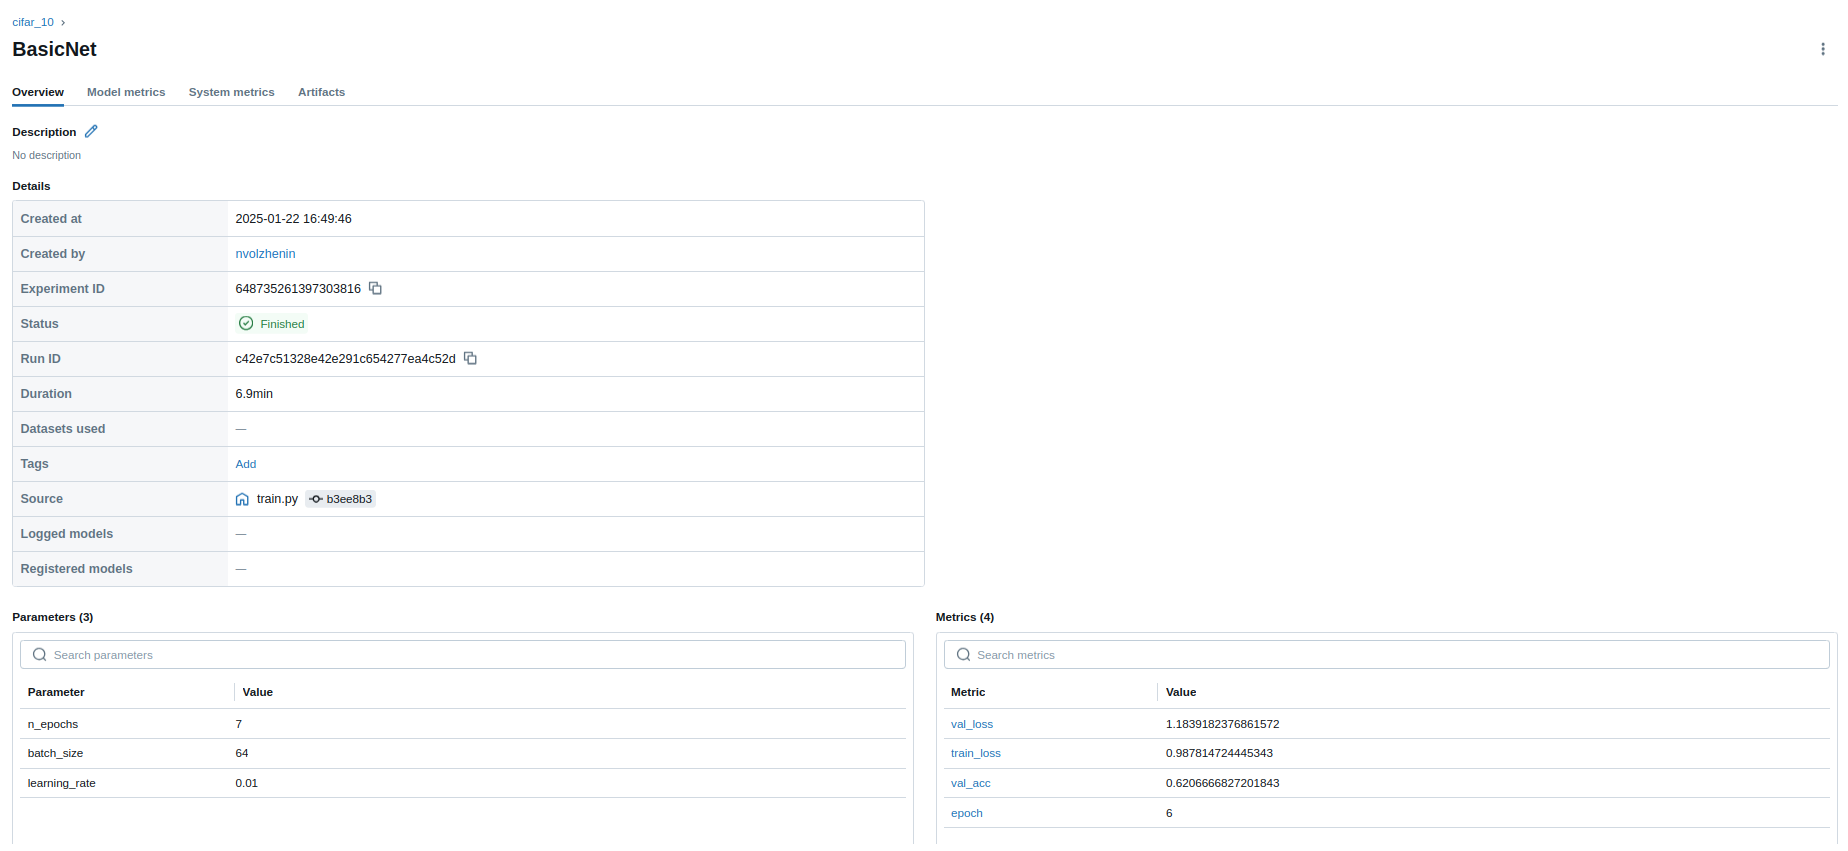 cifar_10 ›
BasicNet
Overview Model metrics System metrics Artifacts
Description
No description
Details
Created at 2025-01-22 16:49:46
Created by nvolzhenin
Experiment ID 648735261397303816
Status Finished
Run ID c42e7c51328e42e291c654277ea4c52d
Duration 6.9min
Datasets used —
Tags Add
Source train.py b3ee8b3
Logged models —
Registered models —
Parameters (3)
Search parameters
Parameter Value
n_epochs 7
batch_size 64
learning_rate 0.01
Metrics (4)
Search metrics
Metric Value
val_loss 1.1839182376861572
train_loss 0.987814724445343
val_acc 0.6206666827201843
epoch 6